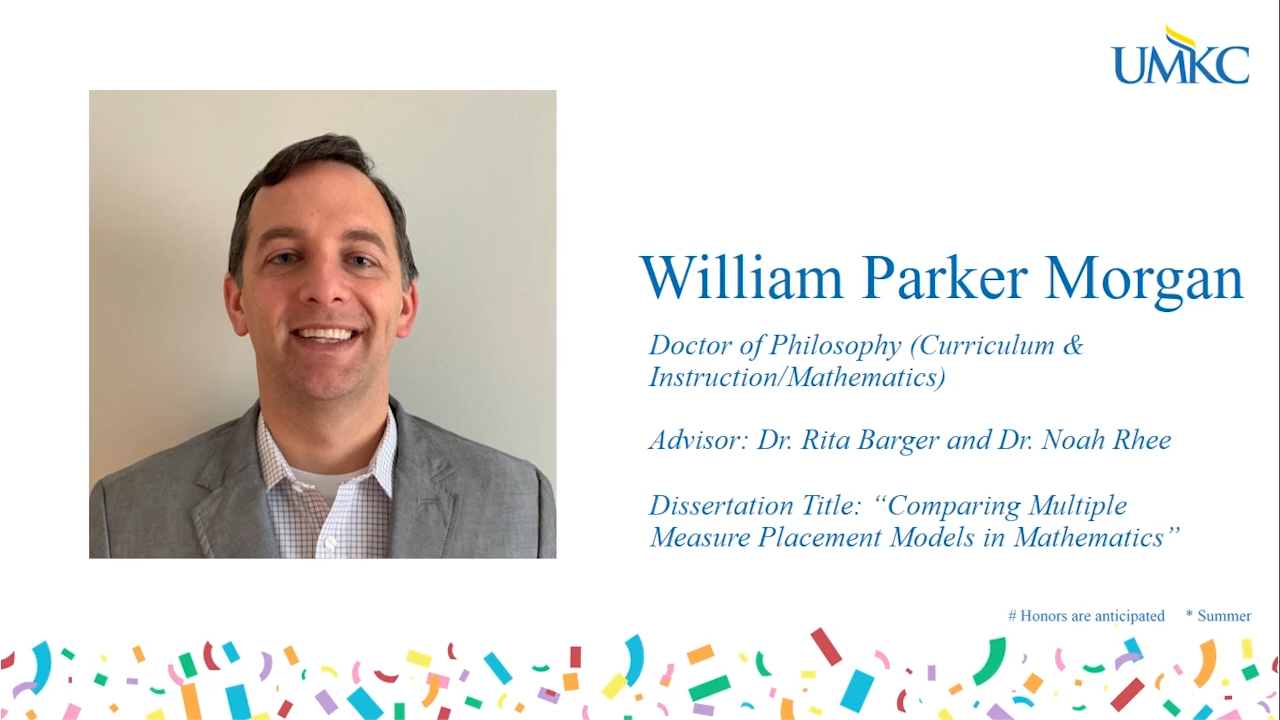 UMKC
William Parker Morgan
Doctor of Philosophy (Curriculum &
Instruction/Mathematics)
Advisor: Dr. Rita Barger and Dr. Noah Rhee
Dissertation Title: “Comparing Multiple
Measure Placement Models in Mathematics”
# Honors are anticipated * Summer